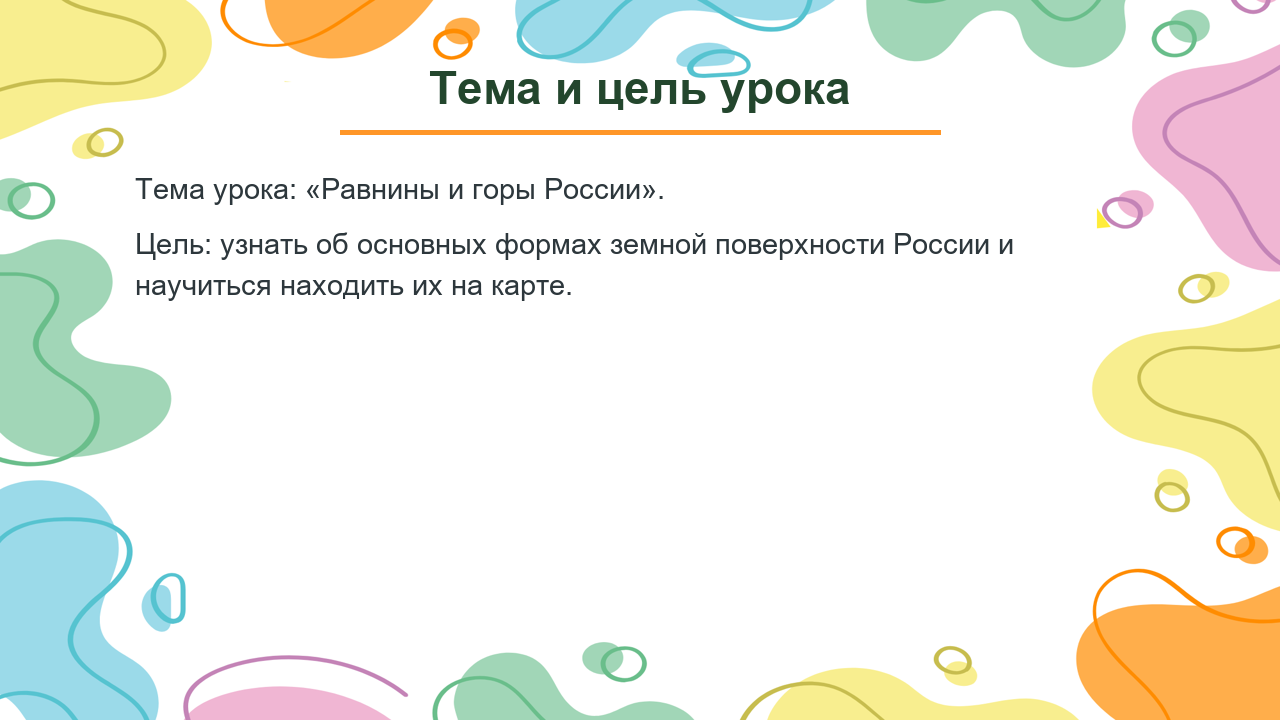 Тема и цель урока
Тема урока: «Равнины и горы России».
Цель: узнать об основных формах земной поверхности России и
научиться находить их на карте.